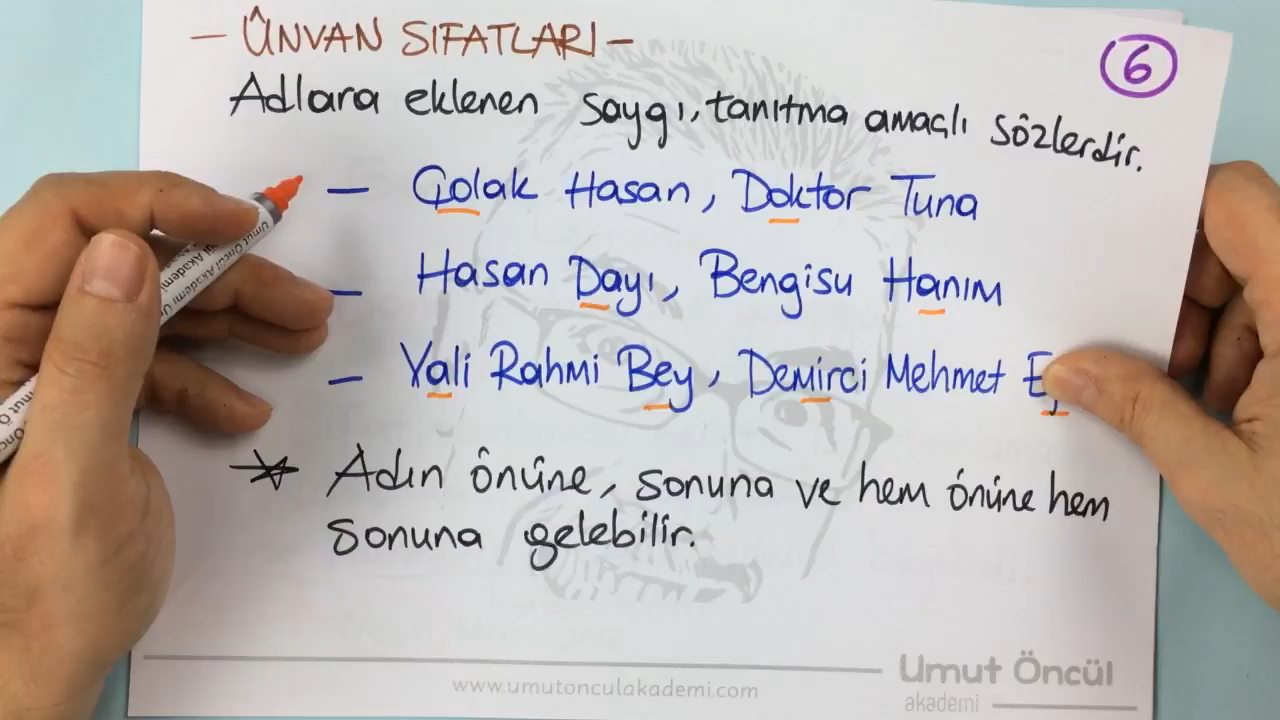 - ÜNVAN SIFATLARI -
6
Adlara eklenen saygı, tanıtma amaçlı sözlerdir.
- Çolak Hasan, Doktor Tuna
- Hasan Dayı, Bengisu Hanım
- Vali Rahmi Bey, Demirci Mehmet
* Adın önüne, sonuna ve hem önüne hem
sonuna gelebilir.
Umut Öncül
akademi
www.umutonculakademi.com